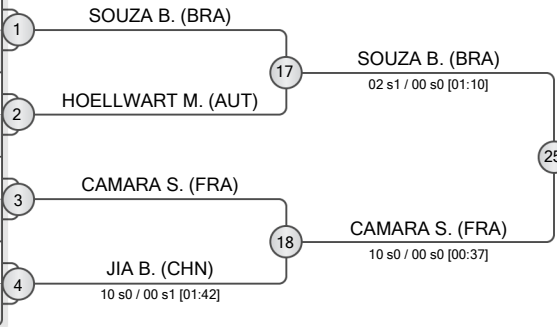 1
SOUZA B. (BRA)
17
SOUZA B. (BRA)
02 s1 / 00 s0 [01:10]
2
HOELLWART M. (AUT)
25
3
CAMARA S. (FRA)
18
CAMARA S. (FRA)
10 s0 / 00 s0 [00:37]
4
JIA B. (CHN)
10 s0 / 00 s1 [01:42]